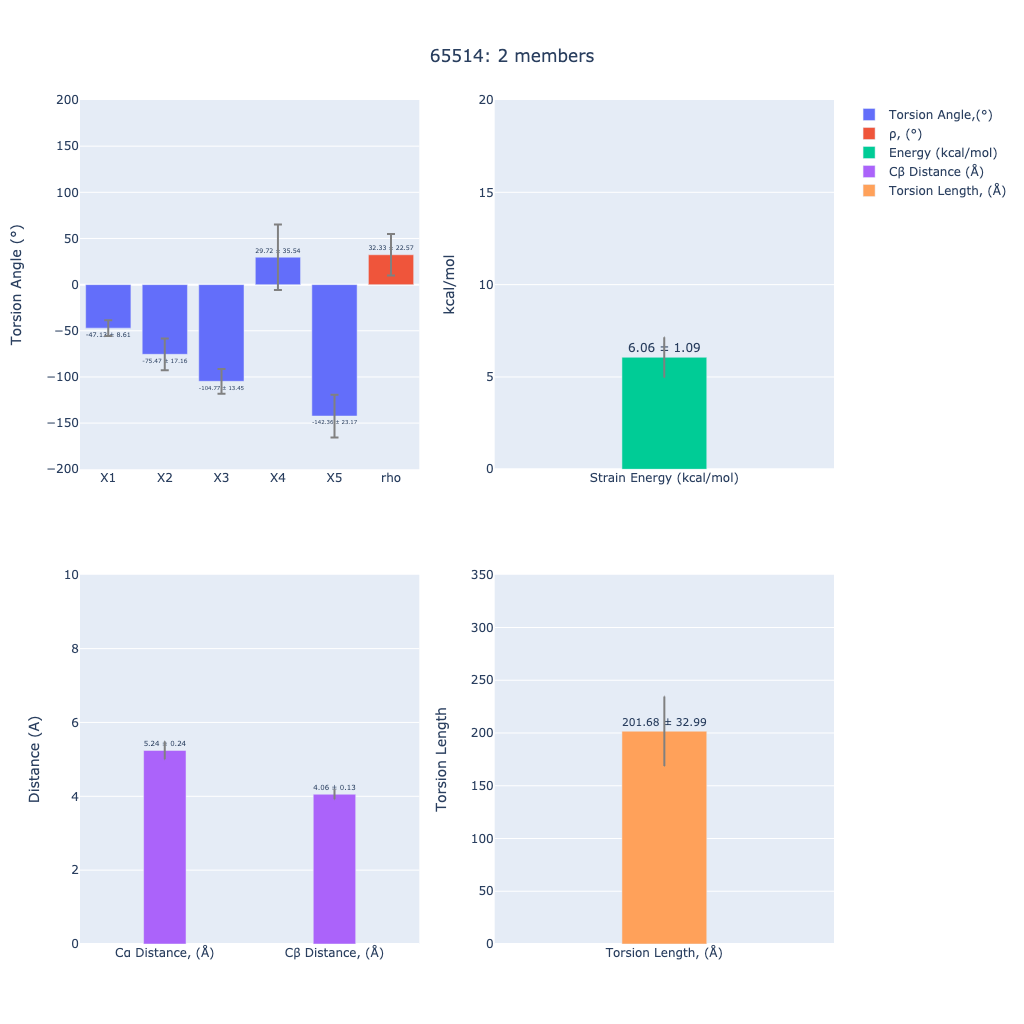 65514: 2 members
Torsion Angle (°)
200
150
100
50
0
−50
−100
−150
−200
-47.17 ± 8.61
-75.47 ± 17.16
-104.77 ± 13.45
29.72 ± 35.54
-142.36 ± 23.17
32.33 ± 22.57
X1 X2 X3 X4 X5 rho
kcal/mol
20
15
10
5
0
6.06 ± 1.09
Strain Energy (kcal/mol)
Torsion Angle,(°)
ρ, (°)
Energy (kcal/mol)
Cβ Distance (Å)
Torsion Length, (Å)
Distance (A)
10
8
6
4
2
0
5.24 ± 0.24
4.06 ± 0.13
Cα Distance, (Å) Cβ Distance, (Å)
Torsion Length
350
300
250
200
150
100
50
0
201.68 ± 32.99
Torsion Length, (Å)